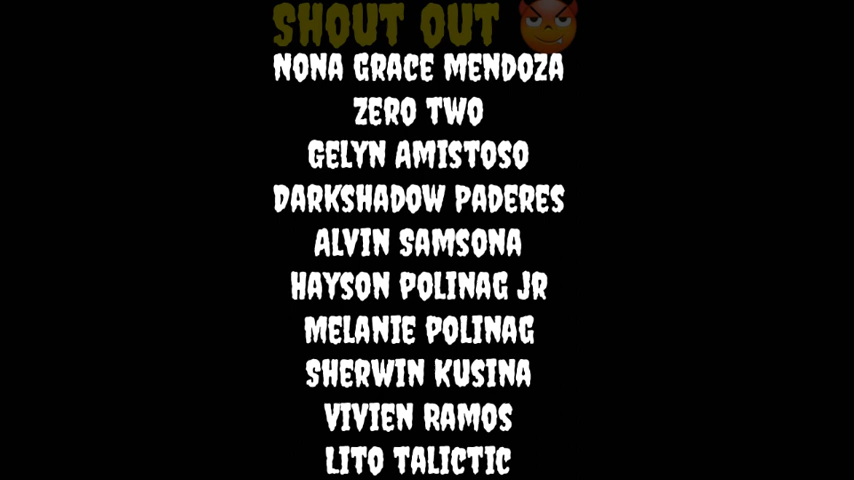 SHOUT OUT 😈
NONA GRACE MENDOZA
ZERO TWO
GELYN AMISTOSO
DARKSHADOW PADERES
ALVIN SAMSONA
HAYSON POLINAG JR
MELANIE POLINAG
SHERWIN KUSINA
VIVIEN RAMOS
LITO TALICTIC